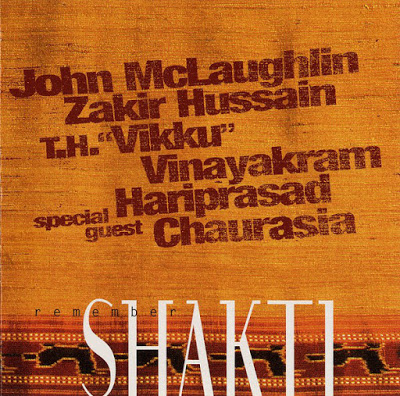 John McLaughlin
Zakir Hussain
T.H. "Vikku"
Vinayakram
Hariprasad
special guest Chaurasia
remember
SHAKTI